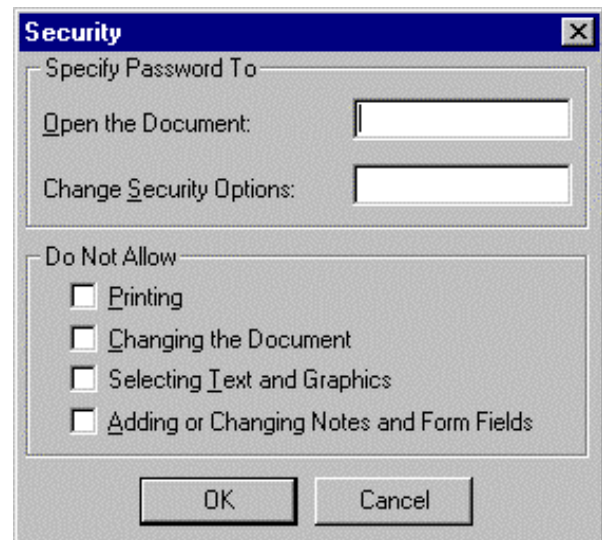 Security
Specify Password To
Open the Document:
Change Security Options:
Do Not Allow
Printing
Changing the Document
Selecting Text and Graphics
Adding or Changing Notes and Form Fields
OK Cancel